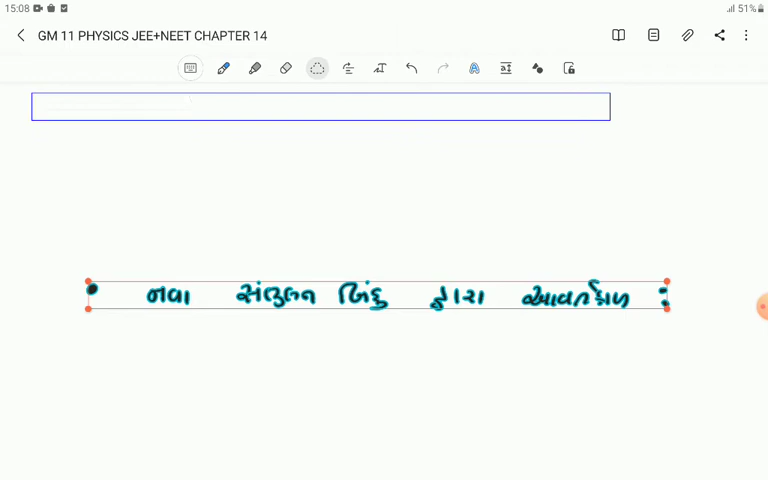 15:08 51%
GM 11 PHYSICS JEE+NEET CHAPTER 14
• નવા સંતુલન બિંદુ દ્વારા આવર્તકાળ :